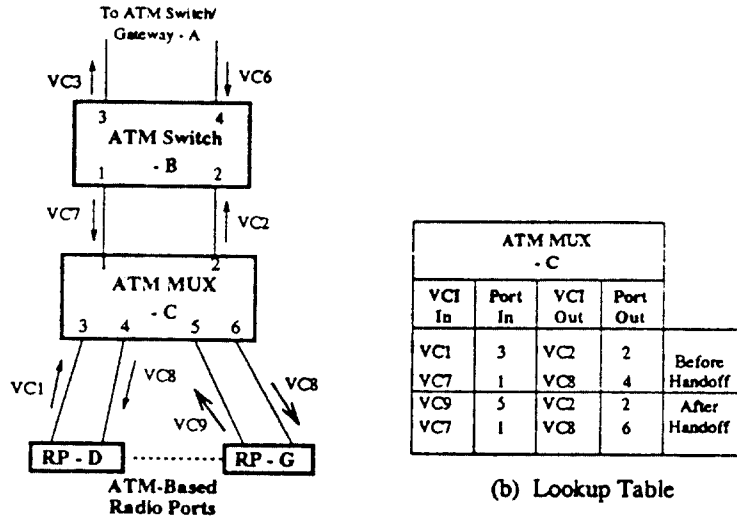 To ATM Switch/
Gateway - A
VC3
VC6
3 4
ATM Switch
- B
1 2
VC7
VC2
1 2
ATM MUX
- C
3 4 5 6
VC1
VC8
VC9
VC8
RP - D
RP - G
ATM-Based
Radio Ports
ATM MUX
- C
VCI In Port In VCI Out Port Out
VC1 3 VC2 2
VC7 1 VC8 4
Before Handoff
VC9 5 VC2 2
VC7 1 VC8 6
After Handoff
(b) Lookup Table